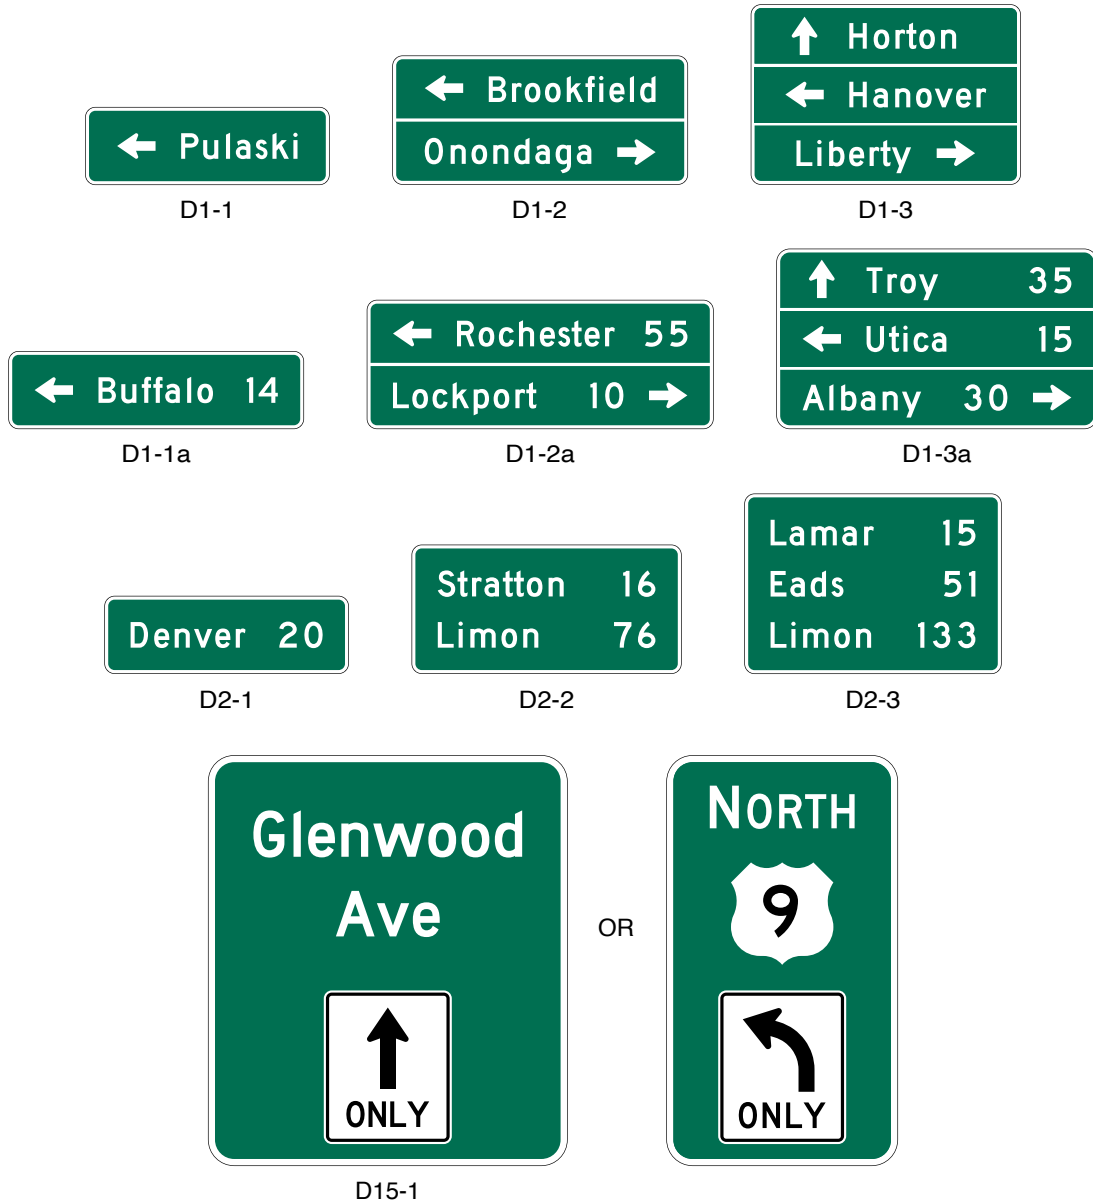 Pulaski
D1-1
Brookfield
Onondaga
D1-2
Horton
Hanover
Liberty
D1-3
Buffalo 14
D1-1a
Rochester 55
Lockport 10
D1-2a
Troy 35
Utica 15
Albany 30
D1-3a
Denver 20
D2-1
Stratton 16
Limon 76
D2-2
Lamar 15
Eads 51
Limon 133
D2-3
Glenwood
Ave
ONLY
D15-1
OR
NORTH
9
ONLY